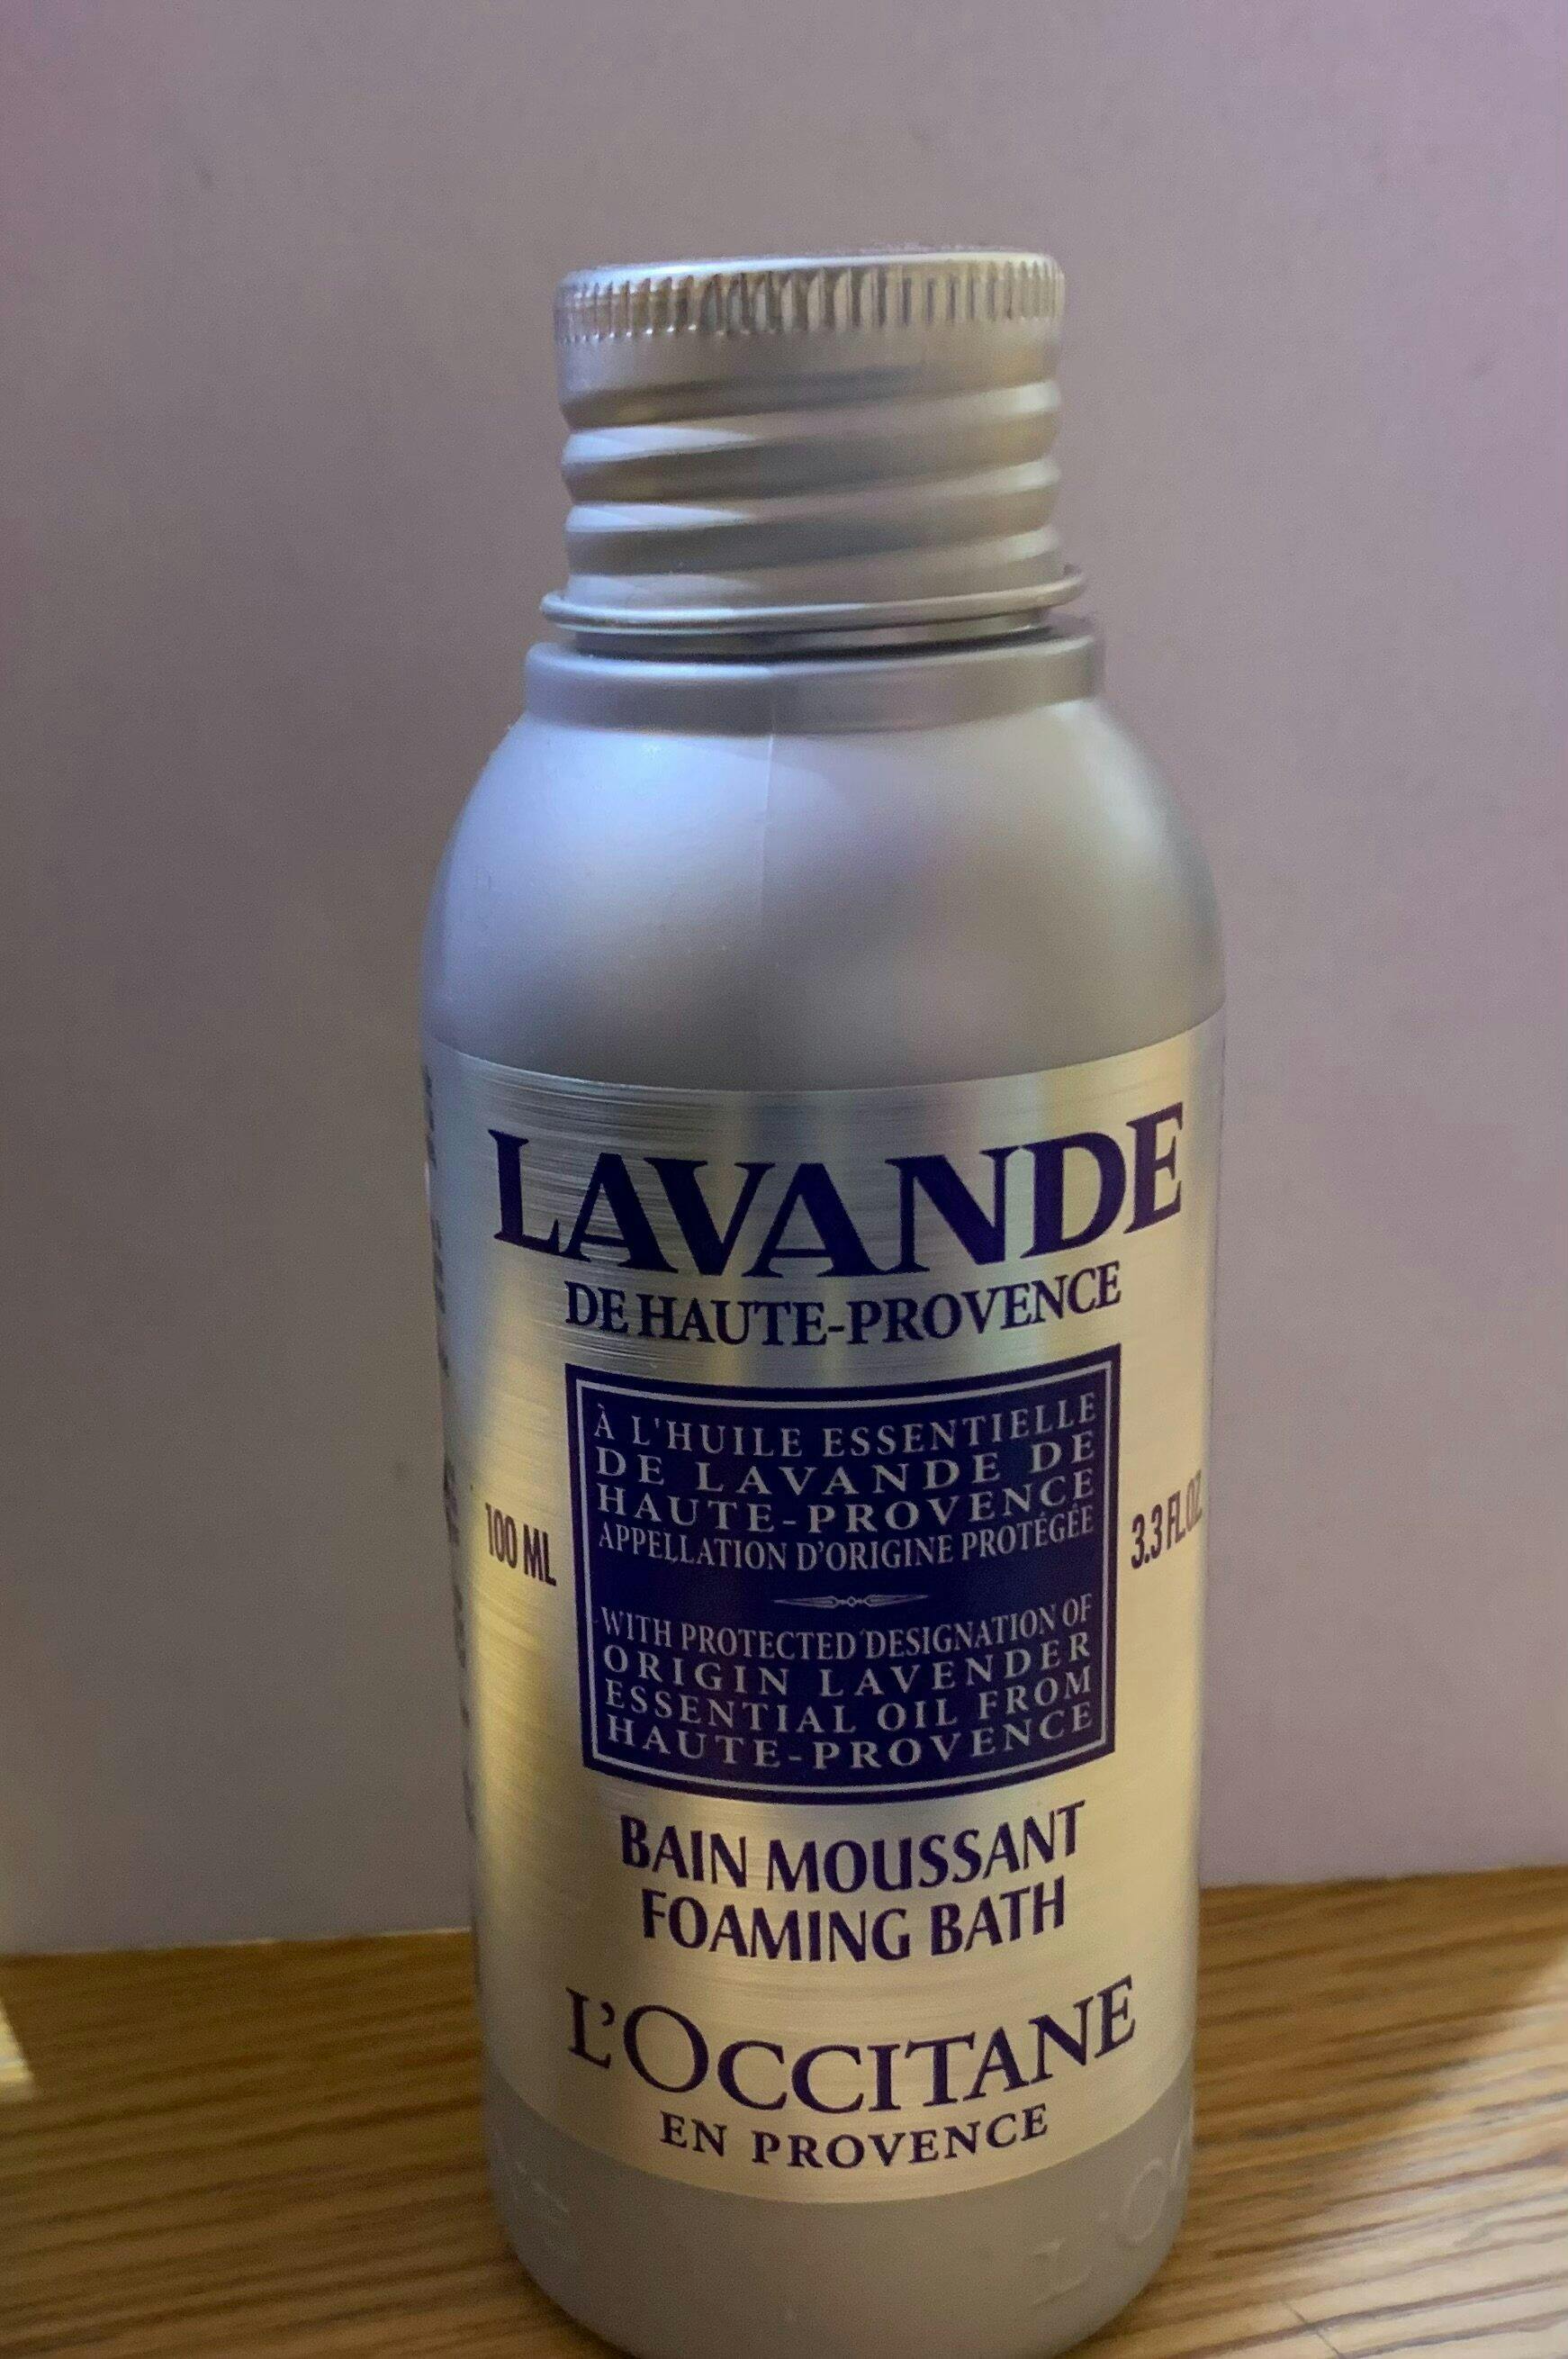 LAVANDE
DE HAUTE-PROVENCE
À L'HUILE ESSENTIELLE
DE LAVANDE DE
HAUTE-PROVENCE
APPELLATION D'ORIGINE PROTÉGÉE
100 ML
3.3 FL.OZ.
WITH PROTECTED DESIGNATION OF
ORIGIN LAVENDER
ESSENTIAL OIL FROM
HAUTE-PROVENCE
BAIN MOUSSANT
FOAMING BATH
L'OCCITANE
EN PROVENCE
L'OC